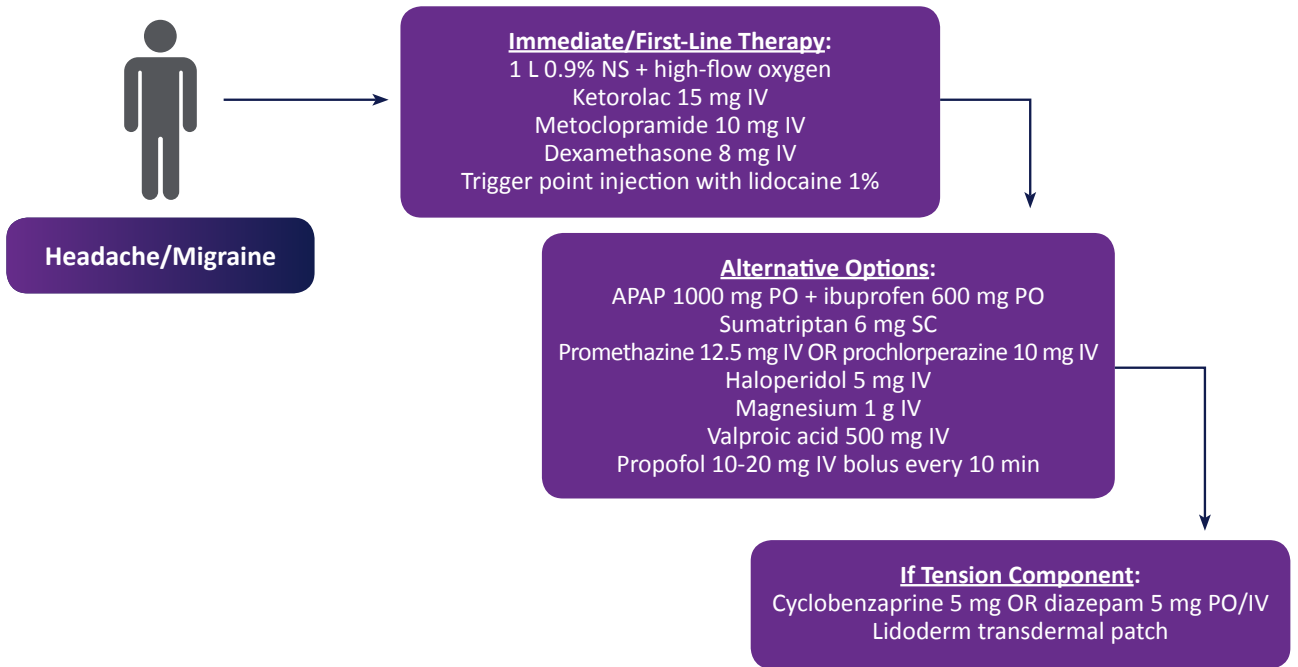 Immediate/First-Line Therapy:
1 L 0.9% NS + high-flow oxygen
Ketorolac 15 mg IV
Metoclopramide 10 mg IV
Dexamethasone 8 mg IV
Trigger point injection with lidocaine 1%
Headache/Migraine
Alternative Options:
APAP 1000 mg PO + ibuprofen 600 mg PO
Sumatriptan 6 mg SC
Promethazine 12.5 mg IV OR prochlorperazine 10 mg IV
Haloperidol 5 mg IV
Magnesium 1 g IV
Valproic acid 500 mg IV
Propofol 10-20 mg IV bolus every 10 min
If Tension Component:
Cyclobenzaprine 5 mg OR diazepam 5 mg PO/IV
Lidoderm transdermal patch